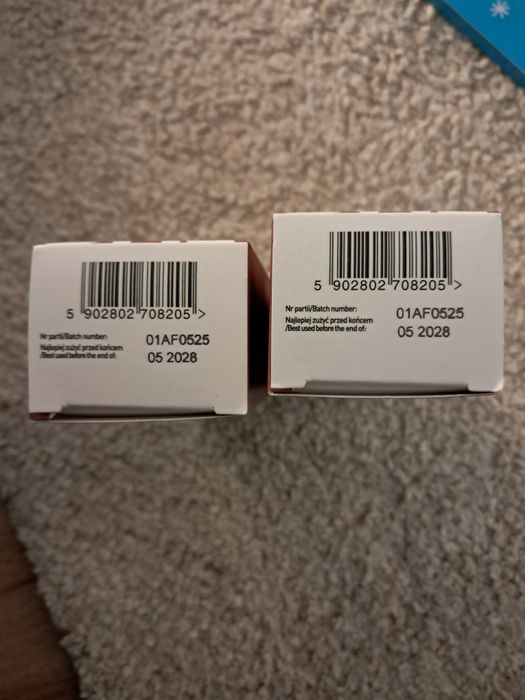 5 902802 708205 >
Nr partii/Batch number: 01AF0525
Najlepiej zużyć przed końcem
/Best used before the end of: 05 2028
5 902802 708205 >
Nr partii/Batch number: 01AF0525
Najlepiej zużyć przed końcem
/Best used before the end of: 05 2028